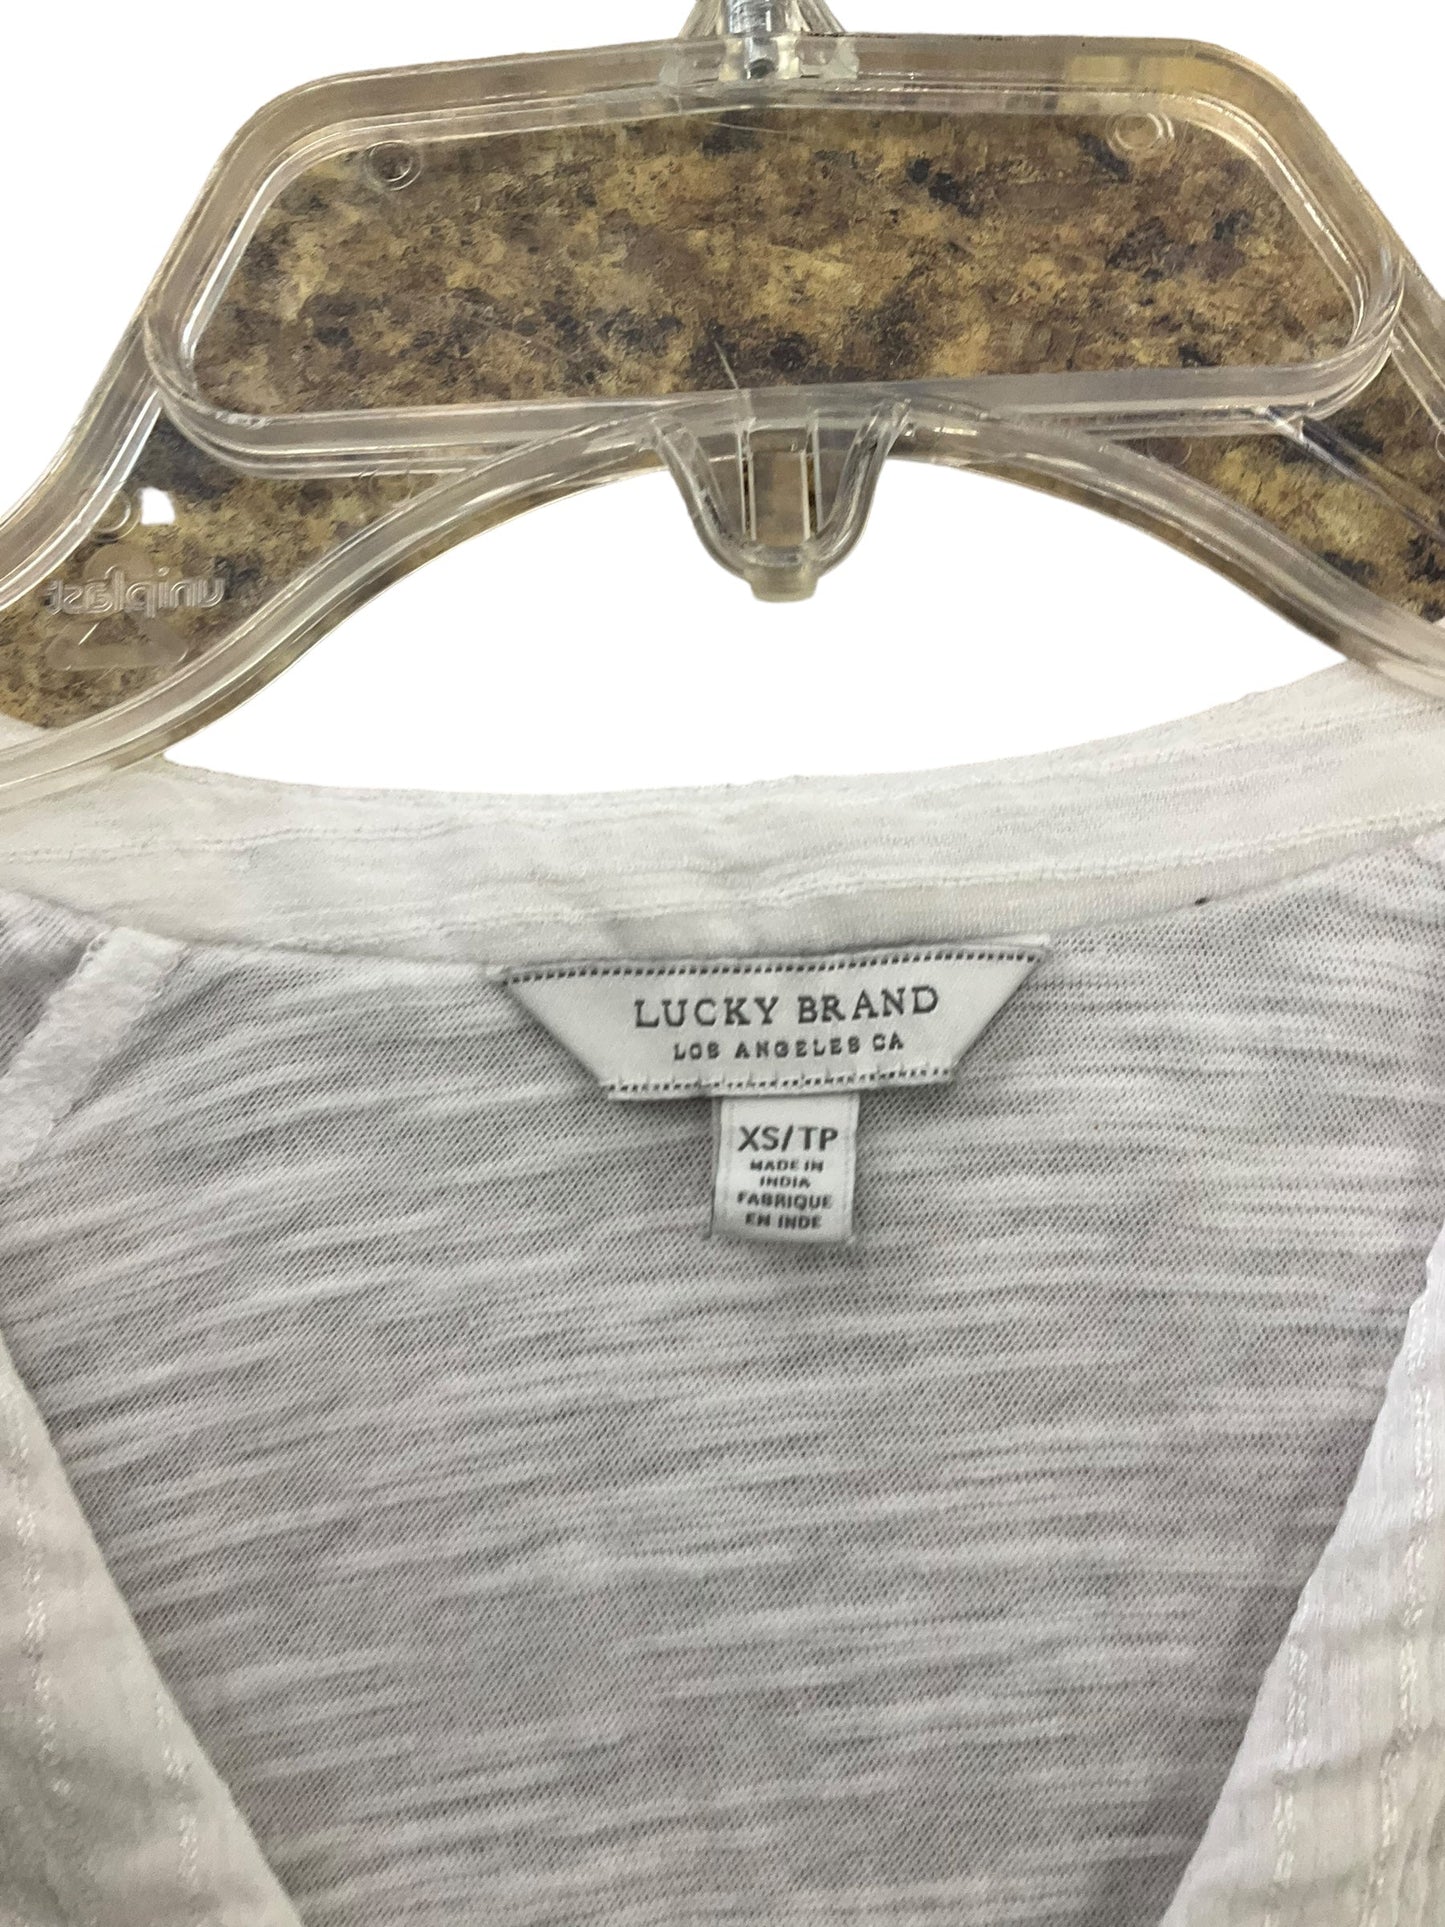 uniplast
LUCKY BRAND
LOS ANGELES CA
XS/TP
MADE IN
INDIA
FABRIQUE
EN INDE